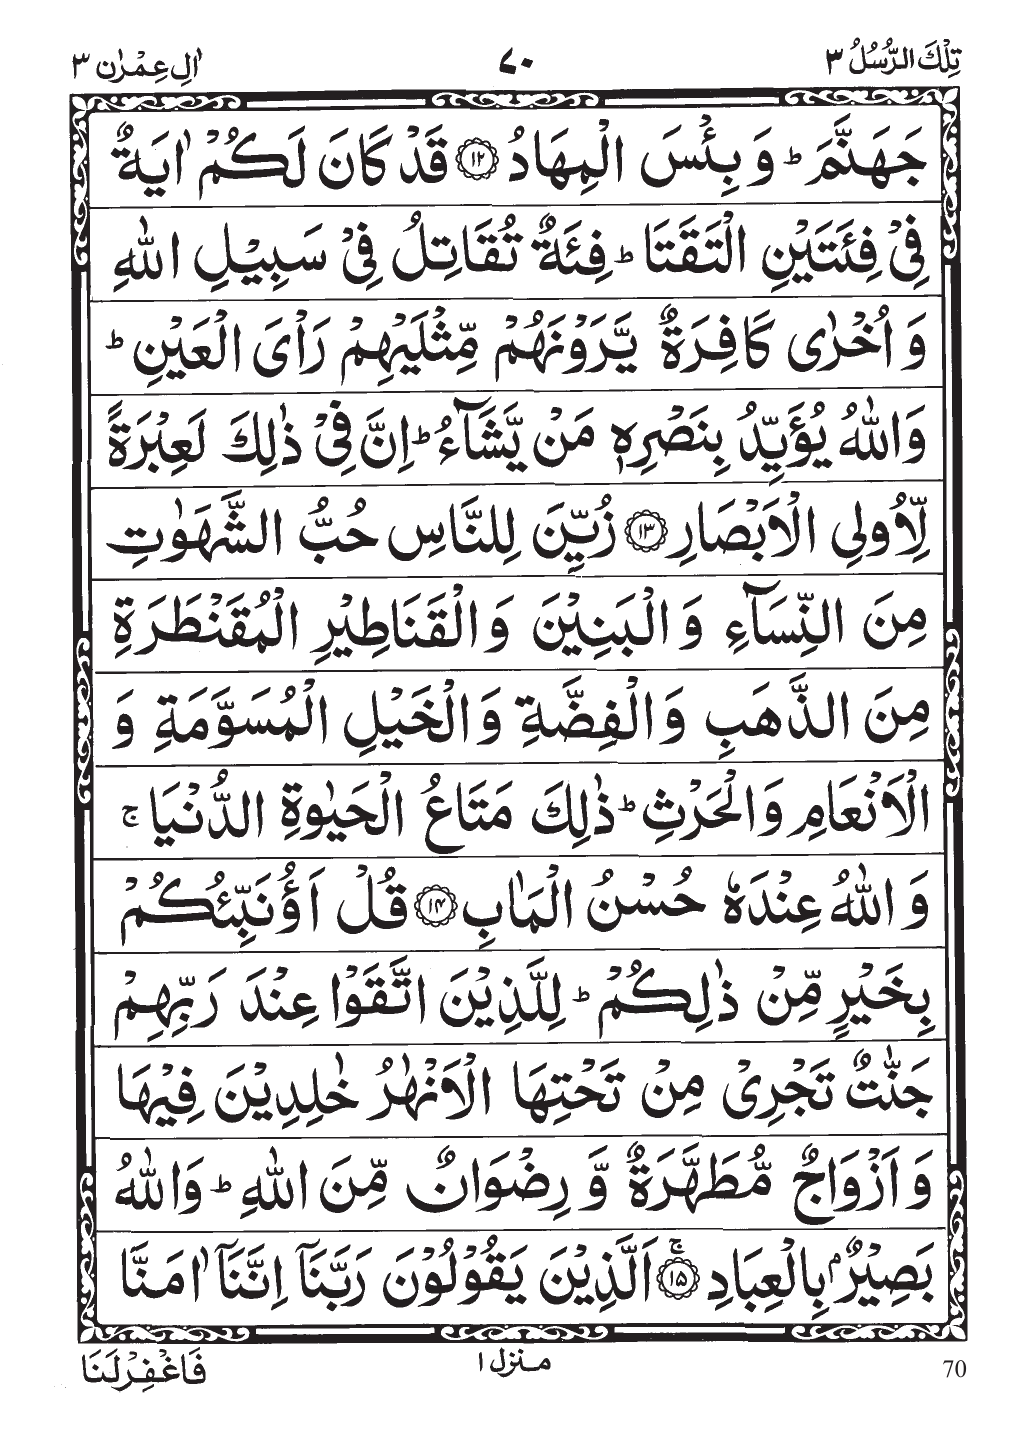 تِلْكَ الرُّسُلُ ٣
٧٠
اٰلِ عِمْرٰن ٣
جَهَنَّمَ ؕ وَ بِئْسَ الْمِهَادُ ﴿۱۲﴾ قَدْ كَانَ لَكُمْ اٰيَةٌ
فِیْ فِئَتَيْنِ الْتَقَتَا ؕ فِئَةٌ تُقَاتِلُ فِیْ سَبِيْلِ اللّٰهِ
وَ اُخْرٰی كَافِرَةٌ يَّرَوْنَهُمْ مِّثْلَيْهِمْ رَاْیَ الْعَيْنِ ؕ
وَاللّٰهُ يُؤَيِّدُ بِنَصْرِهٖ مَنْ يَّشَآءُ ؕ اِنَّ فِیْ ذٰلِكَ لَعِبْرَةً
لِّاُولِی الْاَبْصَارِ ﴿۱۳﴾ زُيِّنَ لِلنَّاسِ حُبُّ الشَّهَوٰتِ
مِنَ النِّسَآءِ وَ الْبَنِيْنَ وَ الْقَنَاطِيْرِ الْمُقَنْطَرَةِ
مِنَ الذَّهَبِ وَ الْفِضَّةِ وَ الْخَيْلِ الْمُسَوَّمَةِ وَ
الْاَنْعَامِ وَ الْحَرْثِ ؕ ذٰلِكَ مَتَاعُ الْحَيٰوةِ الدُّنْيَا ۚ
وَ اللّٰهُ عِنْدَهٗ حُسْنُ الْمَاٰبِ ﴿۱۴﴾ قُلْ اَؤُنَبِّئُكُمْ
بِخَيْرٍ مِّنْ ذٰلِكُمْ ؕ لِلَّذِيْنَ اتَّقَوْا عِنْدَ رَبِّهِمْ
جَنّٰتٌ تَجْرِیْ مِنْ تَحْتِهَا الْاَنْهٰرُ خٰلِدِيْنَ فِيْهَا
وَ اَزْوَاجٌ مُّطَهَّرَةٌ وَّ رِضْوَانٌ مِّنَ اللّٰهِ ؕ وَاللّٰهُ
بَصِيْرٌۢ بِالْعِبَادِ ﴿۱۵﴾ۚ اَلَّذِيْنَ يَقُوْلُوْنَ رَبَّنَاۤ اِنَّنَاۤ اٰمَنَّا
فَاغْفِرْلَنَا
منزل ۱
70